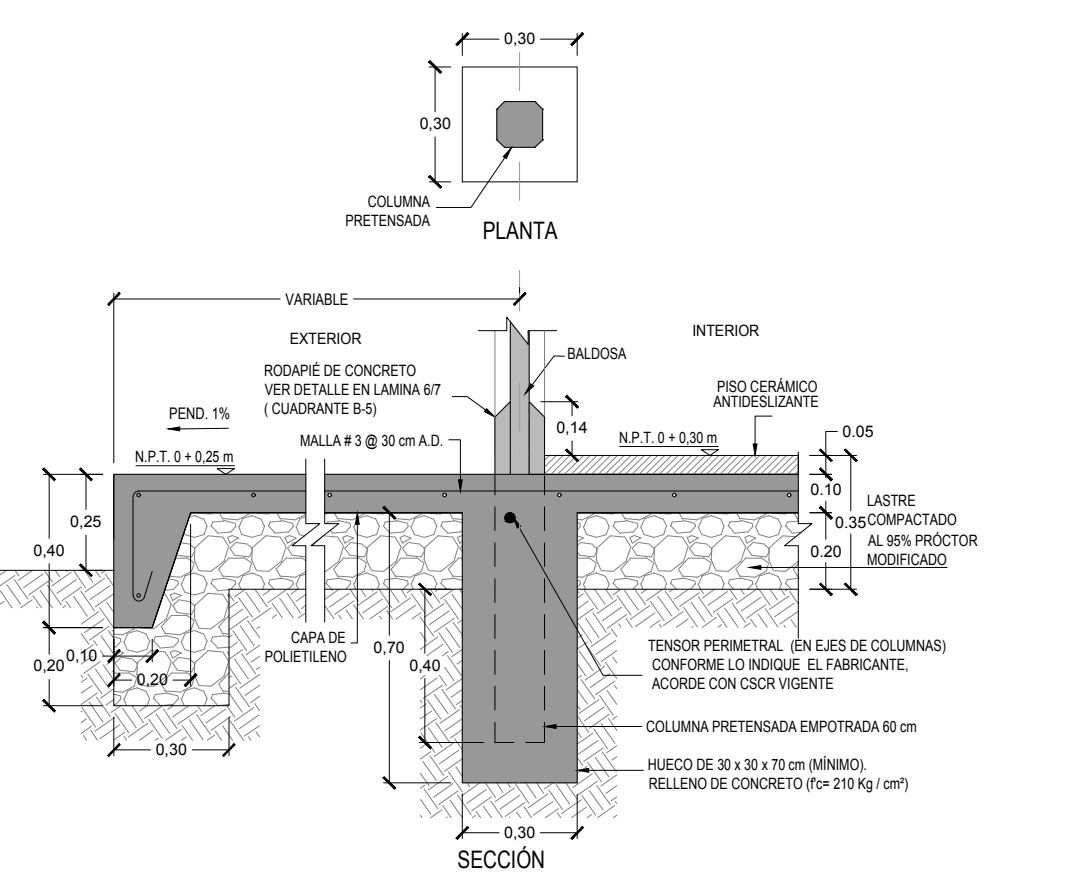 0,30
0,30
COLUMNA
PRETENSADA
PLANTA
VARIABLE
EXTERIOR
INTERIOR
BALDOSA
RODAPIÉ DE CONCRETO
VER DETALLE EN LAMINA 6/7
( CUADRANTE B-5)
PISO CERÁMICO
ANTIDESLIZANTE
PEND. 1%
0,14
N.P.T. 0 + 0,30 m
0.05
MALLA # 3 @ 30 cm A.D.
N.P.T. 0 + 0,25 m
0.10
0,25
0.35
LASTRE
COMPACTADO
AL 95% PRÓCTOR
MODIFICADO
0,40
0.20
CAPA DE
POLIETILENO
0,70
0,40
0,20
0,10
0,20
TENSOR PERIMETRAL (EN EJES DE COLUMNAS)
CONFORME LO INDIQUE EL FABRICANTE,
ACORDE CON CSCR VIGENTE
COLUMNA PRETENSADA EMPOTRADA 60 cm
0,30
HUECO DE 30 x 30 x 70 cm (MÍNIMO).
RELLENO DE CONCRETO (f'c= 210 Kg / cm²)
0,30
SECCIÓN